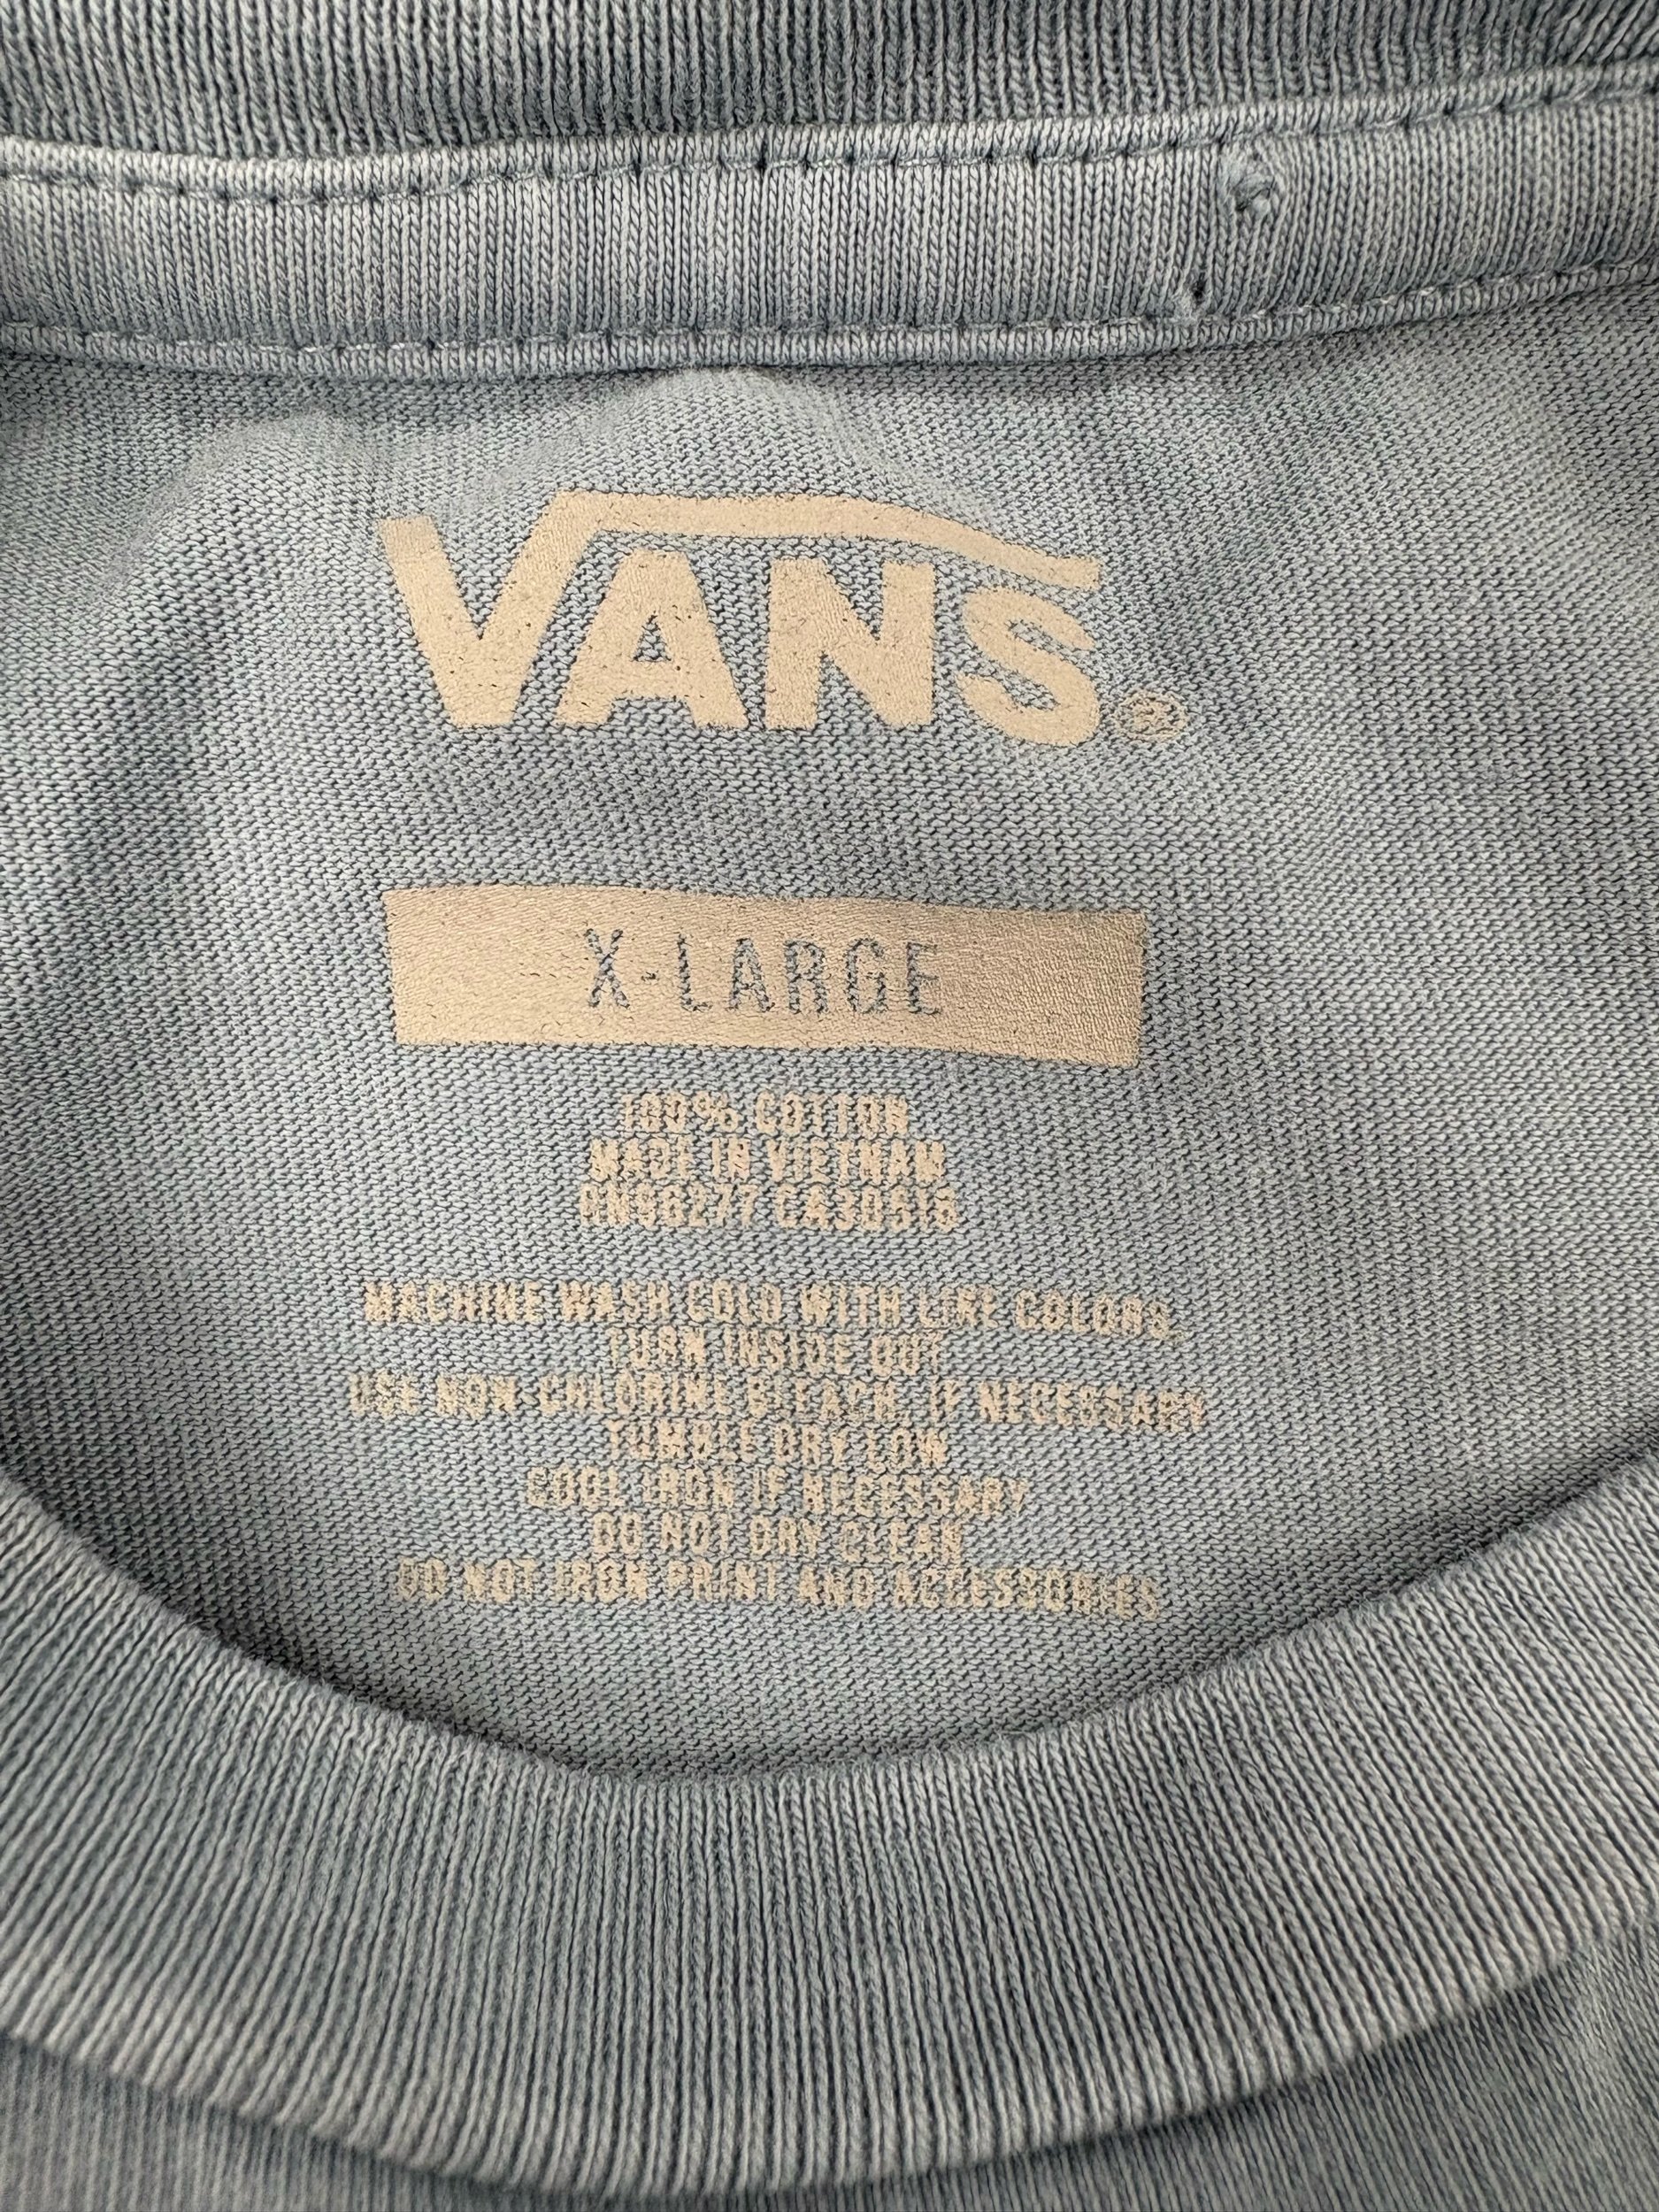 VANS®
X-LARGE
100% COTTON
MADE IN VIETNAM
RN96277 CA30516
MACHINE WASH COLD WITH LIKE COLORS.
TURN INSIDE OUT
USE NON-CHLORINE BLEACH, IF NECESSARY
TUMBLE DRY LOW
COOL IRON IF NECESSARY
DO NOT DRY CLEAN
DO NOT IRON PRINT AND ACCESSORIES